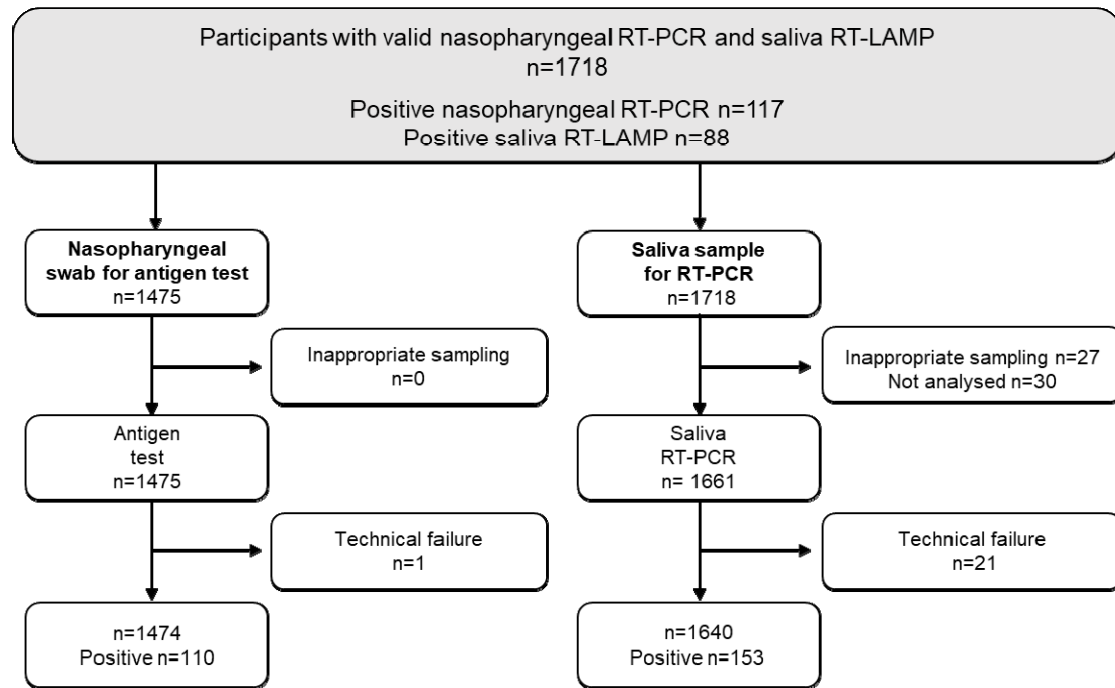 Participants with valid nasopharyngeal RT-PCR and saliva RT-LAMP
n=1718
Positive nasopharyngeal RT-PCR n=117
Positive saliva RT-LAMP n=88
Nasopharyngeal
swab for antigen test
n=1475
Saliva sample
for RT-PCR
n=1718
Inappropriate sampling
n=0
Inappropriate sampling n=27
Not analysed n=30
Antigen
test
n=1475
Saliva
RT-PCR
n= 1661
Technical failure
n=1
Technical failure
n=21
n=1474
Positive n=110
n=1640
Positive n=153